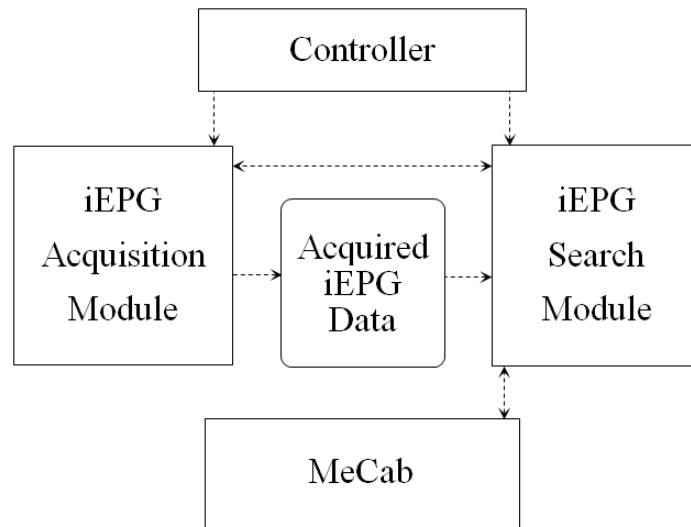 Controller
iEPG
Acquisition
Module
Acquired
iEPG
Data
iEPG
Search
Module
MeCab